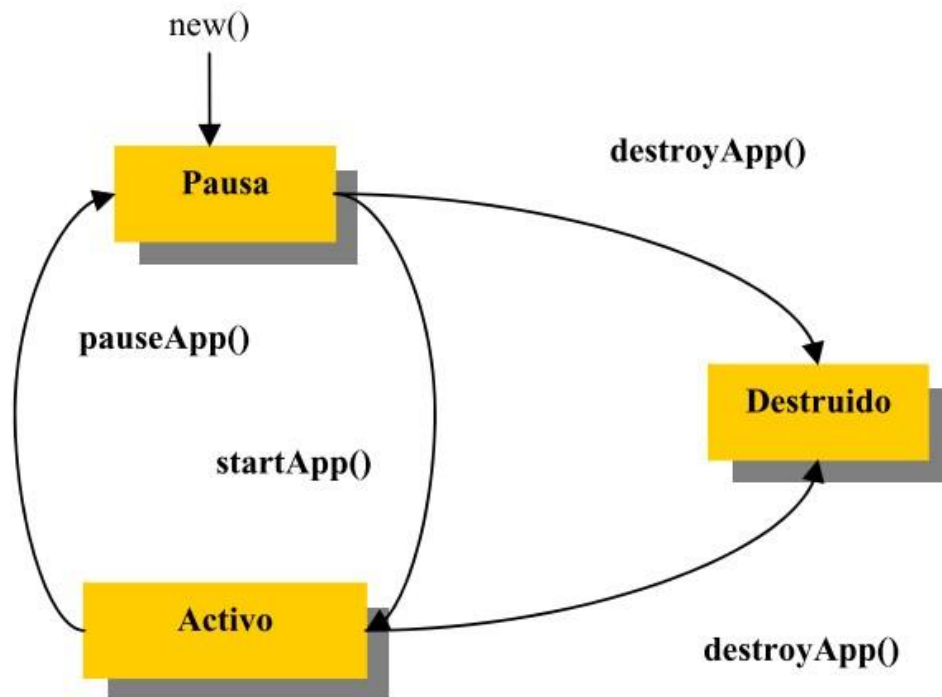 new()
Pausa
destroyApp()
pauseApp()
Destruido
startApp()
Activo
destroyApp()